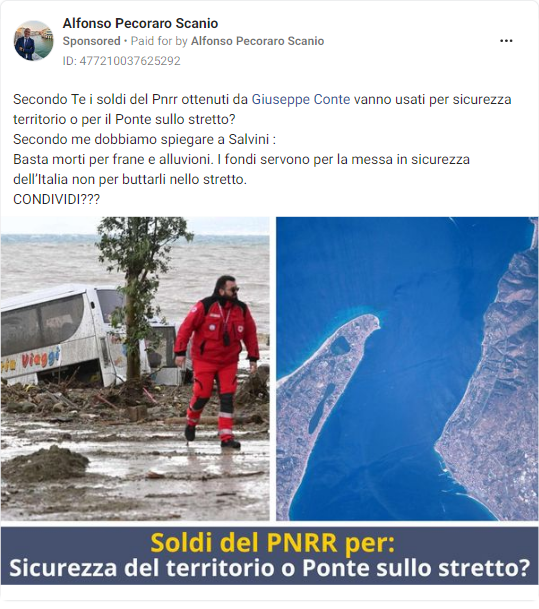 Alfonso Pecoraro Scanio
Sponsored • Paid for by Alfonso Pecoraro Scanio
ID: 477210037625292
Secondo Te i soldi del Pnrr ottenuti da Giuseppe Conte vanno usati per sicurezza
territorio o per il Ponte sullo stretto?
Secondo me dobbiamo spiegare a Salvini :
Basta morti per frane e alluvioni. I fondi servono per la messa in sicurezza
dell'Italia non per buttarli nello stretto.
CONDIVIDI???
Viaggi
Soldi del PNRR per:
Sicurezza del territorio o Ponte sullo stretto?